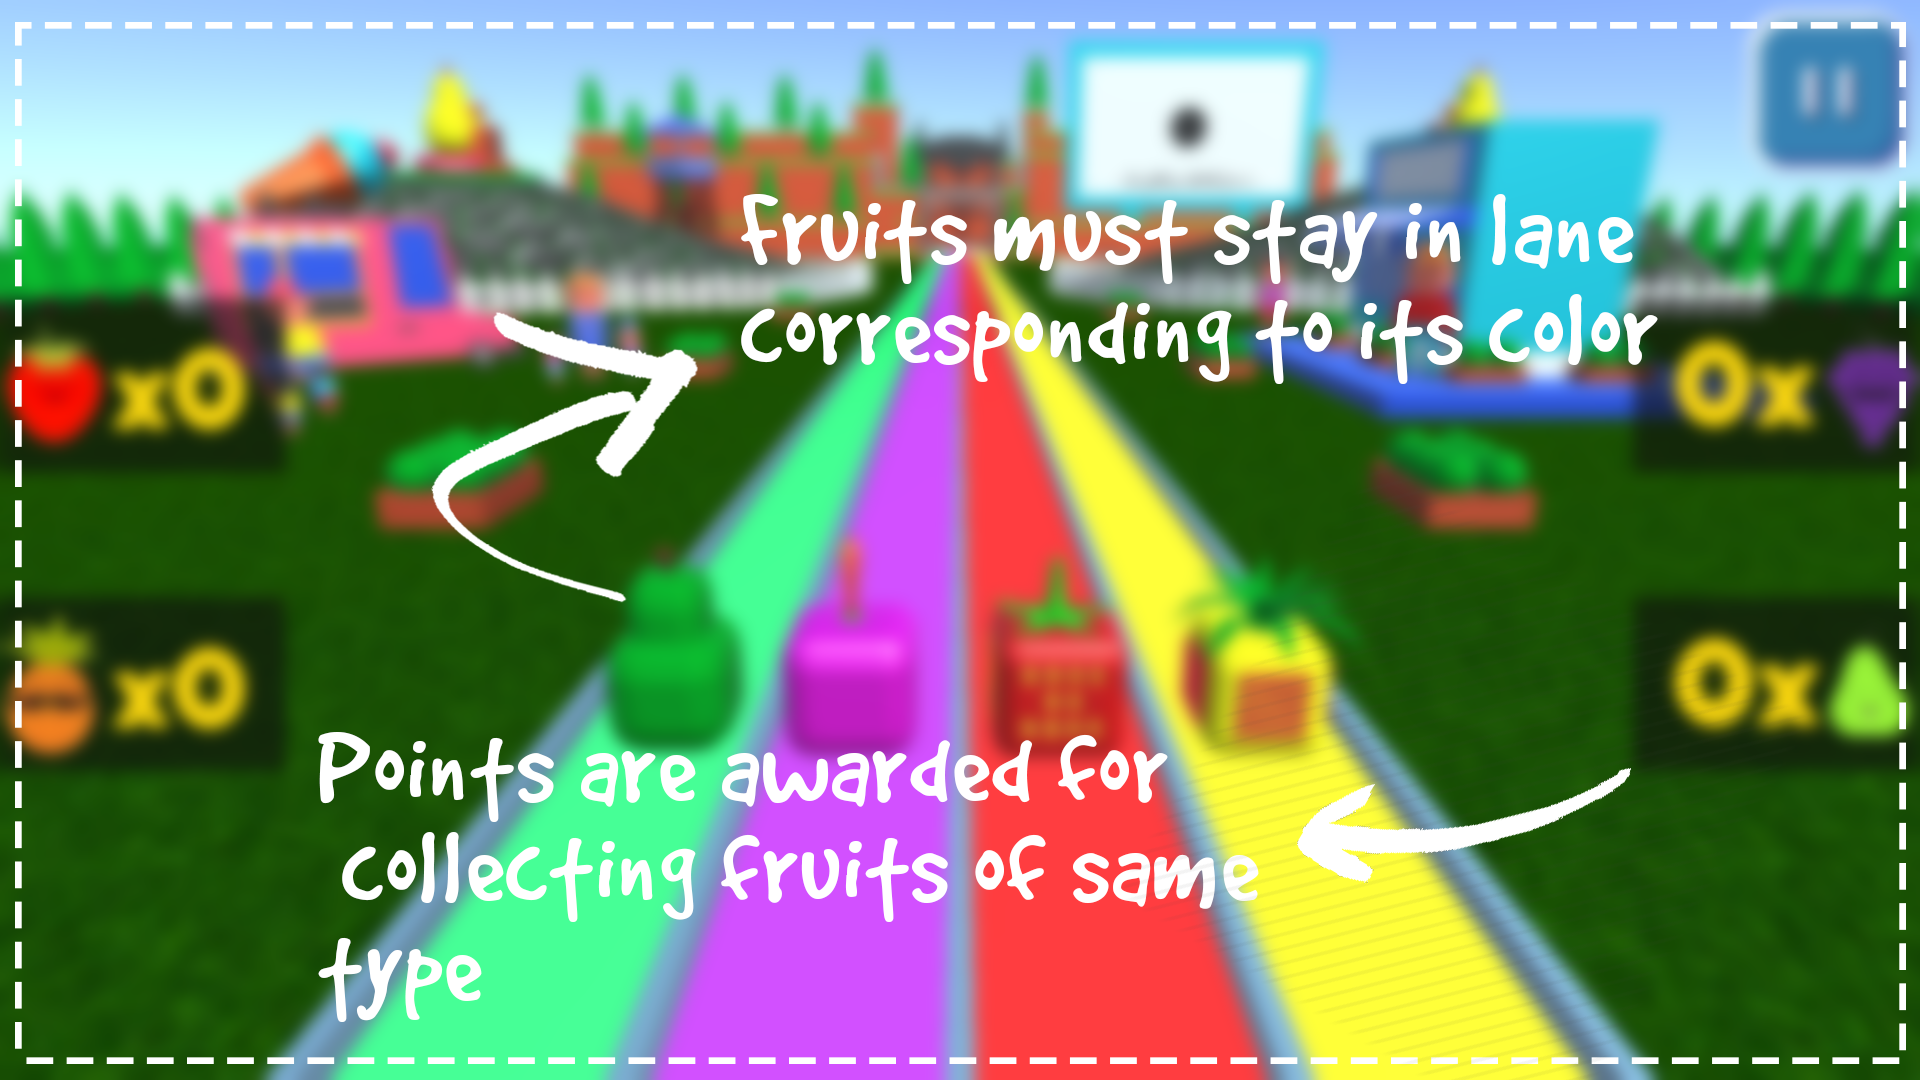 Fruits must stay in lane
corresponding to its color
x0
0x
x0
0x
Points are awarded for
collecting fruits of same
type